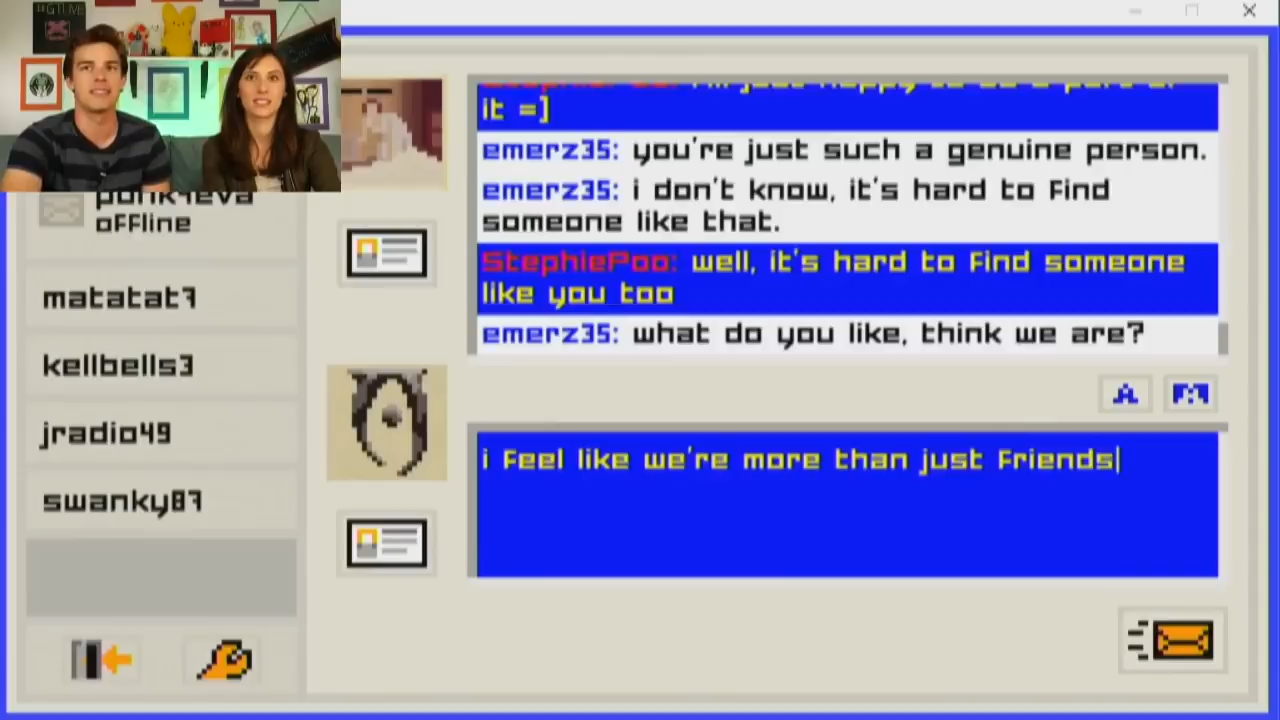 GTLIVE
it =]
emerz35: you're just such a genuine person.
emerz35: i don't know, it's hard to find
someone like that.
StephiePoo: well, it's hard to find someone
like you too
emerz35: what do you like, think we are?
punk4eva
offline
matatat7
kellbells3
jradio49
swanky87
A
i feel like we're more than just friends